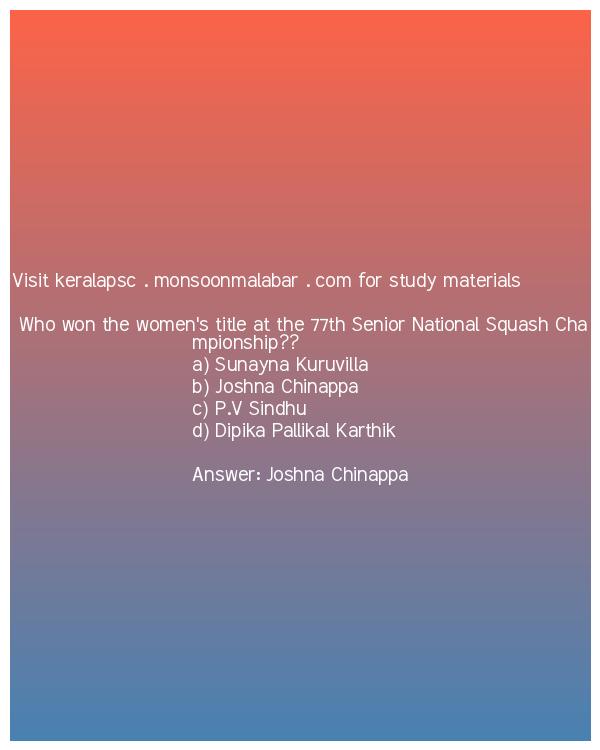 Visit keralapsc . monsoonmalabar . com for study materials
Who won the women's title at the 77th Senior National Squash Cha
mpionship??
a) Sunayna Kuruvilla
b) Joshna Chinappa
c) P.V Sindhu
d) Dipika Pallikal Karthik
Answer: Joshna Chinappa